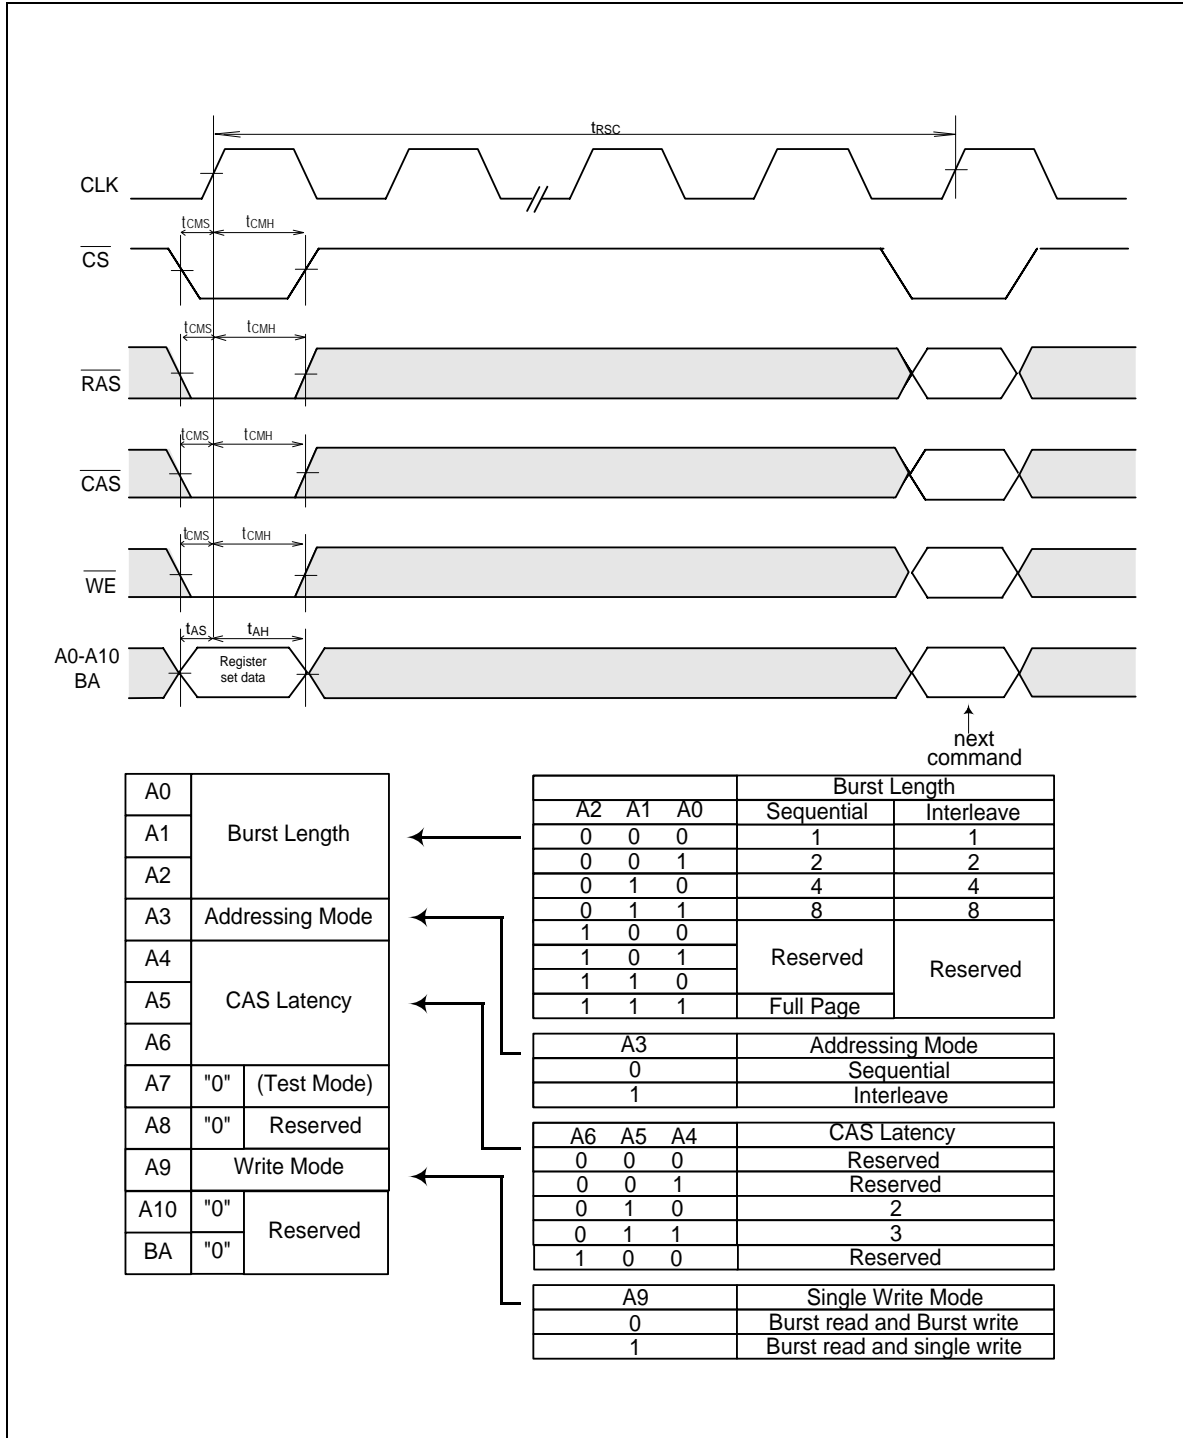 tRSC
CLK
tCMS tCMH
CS
tCMS tCMH
RAS
tCMS tCMH
CAS
tCMS tCMH
WE
tAS tAH
A0-A10
BA
Register
set data
next
command
A0
A1 Burst Length
A2
A3 Addressing Mode
A4
A5 CAS Latency
A6
A7 "0" (Test Mode)
A8 "0" Reserved
A9 Write Mode
A10 "0" Reserved
BA "0"
Burst Length
A2 A1 A0 Sequential Interleave
0 0 0 1 1
0 0 1 2 2
0 1 0 4 4
0 1 1 8 8
1 0 0
1 0 1 Reserved Reserved
1 1 0
1 1 1 Full Page
A3 Addressing Mode
0 Sequential
1 Interleave
A6 A5 A4 CAS Latency
0 0 0 Reserved
0 0 1 Reserved
0 1 0 2
0 1 1 3
1 0 0 Reserved
A9 Single Write Mode
0 Burst read and Burst write
1 Burst read and single write